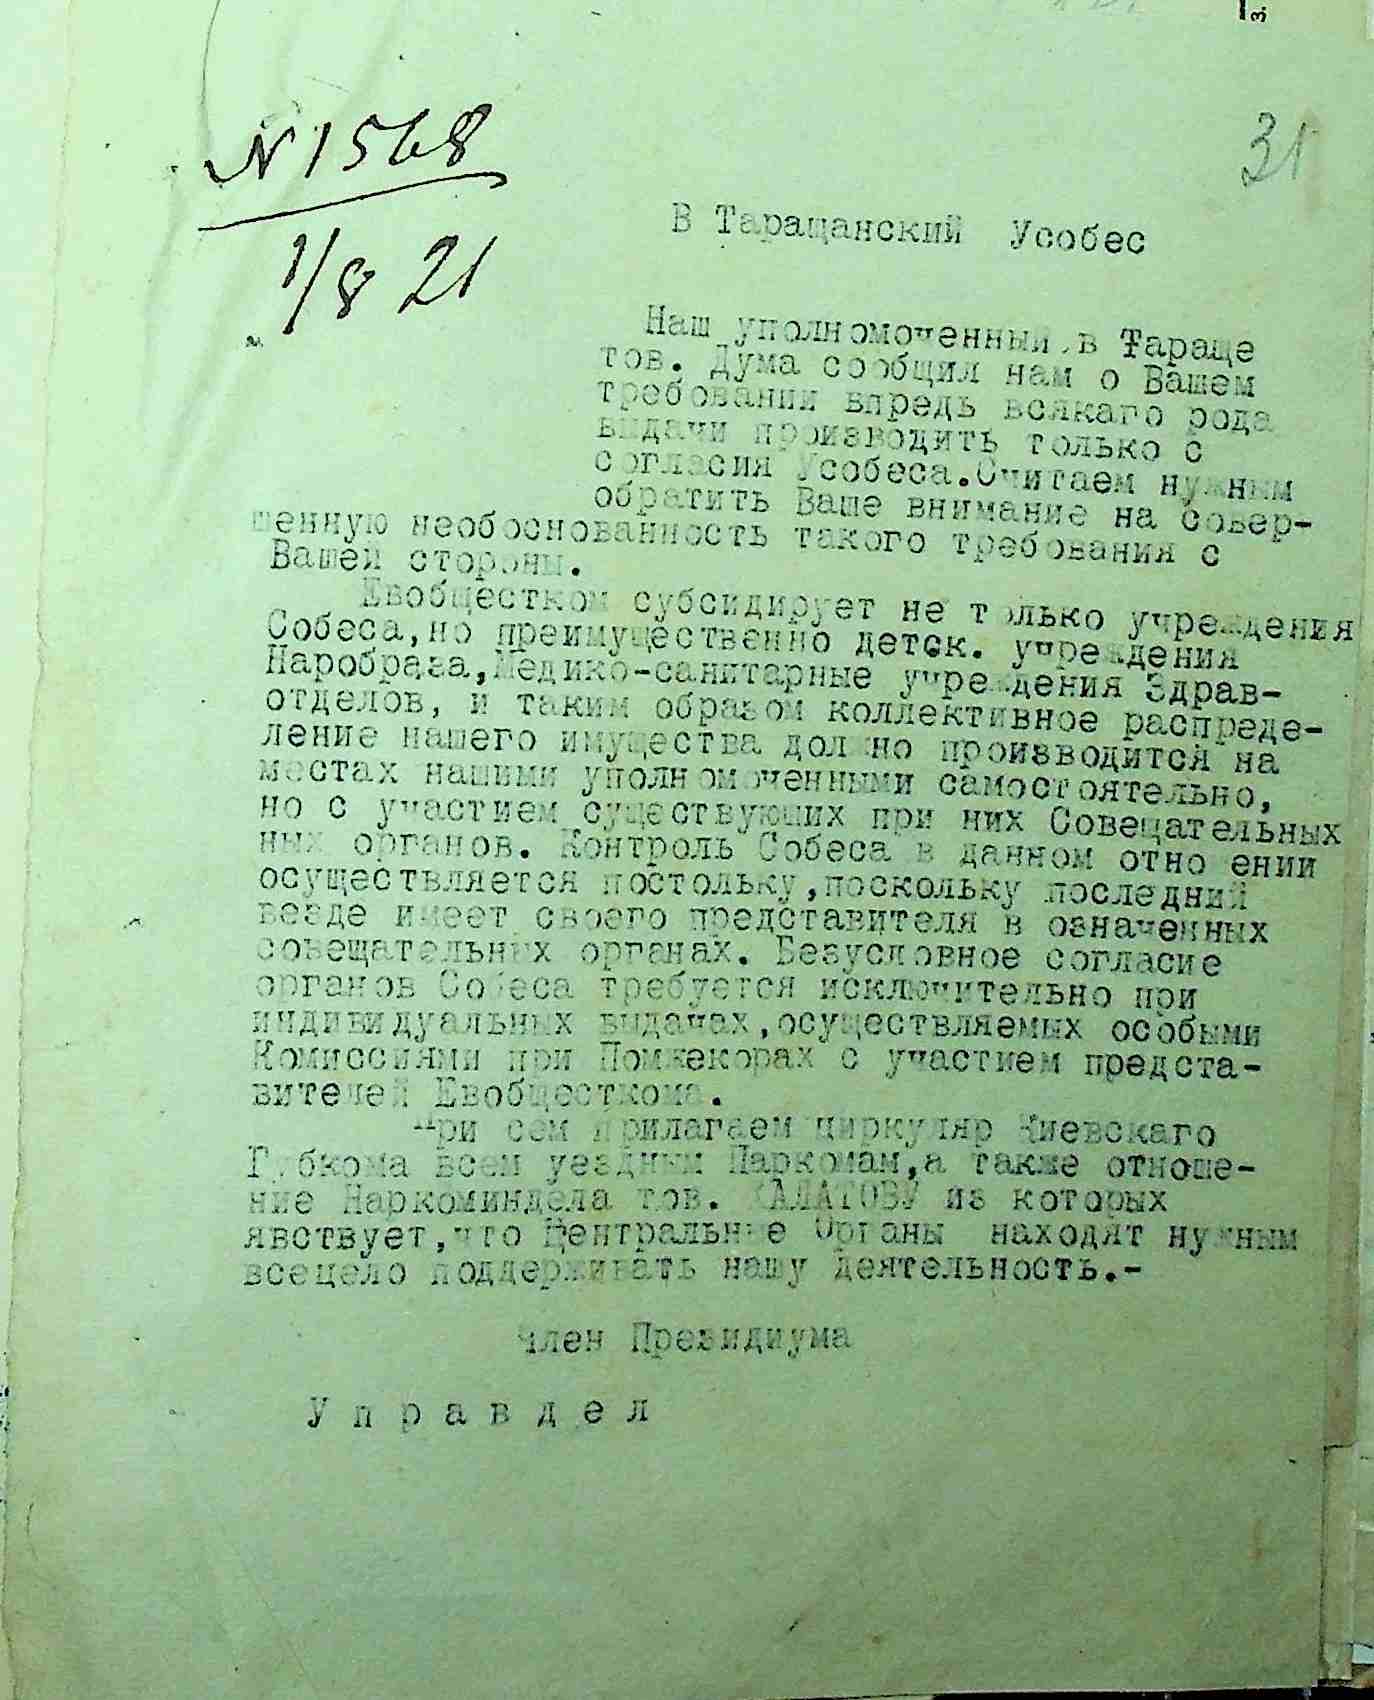 31
N 1568
1/8 21
В Таращанский Усобес
Наш уполномоченный в Тараще
тов. Дума сообщил нам о Вашем
требовании впредь всякаго рода
выдачи производить только с
согласия Усобеса.Считаем нужным
обратить Ваше внимание на совер-
шенную необоснованность такого требования с
Вашей стороны.
Евобщестком субсидирует не только учреждения
Собеса,но преимущественно детск. учреждения
Наробраза,Медико-санитарные учреждения Здрав-
отделов, и таким образом коллективное распреде-
ление нашего имущества должно производится на
местах нашими уполномоченными самостоятельно,
но с участием существующих при них Совещательных
ных органов. Контроль Собеса в данном отно ении
осуществляется постольку,поскольку последний
везде имеет своего представителя в означенных
совещательных органах. Безусловное согласие
органов Собеса требуется исключительно при
индивидуальных выдачах,осуществляемых особыми
Комиссиями при Помжекорах с участием предста-
вителей Евобщесткома.
При сем прилагаем циркуляр Киевскаго
Губкома всем уездным Паркомам,а также отноше-
ние Наркоминдела тов. ХАЛАТОВУ из которых
явствует,что Центральные Органы находят нужным
всецело поддерживать нашу деятельность.-
Член Президиума
Управдел